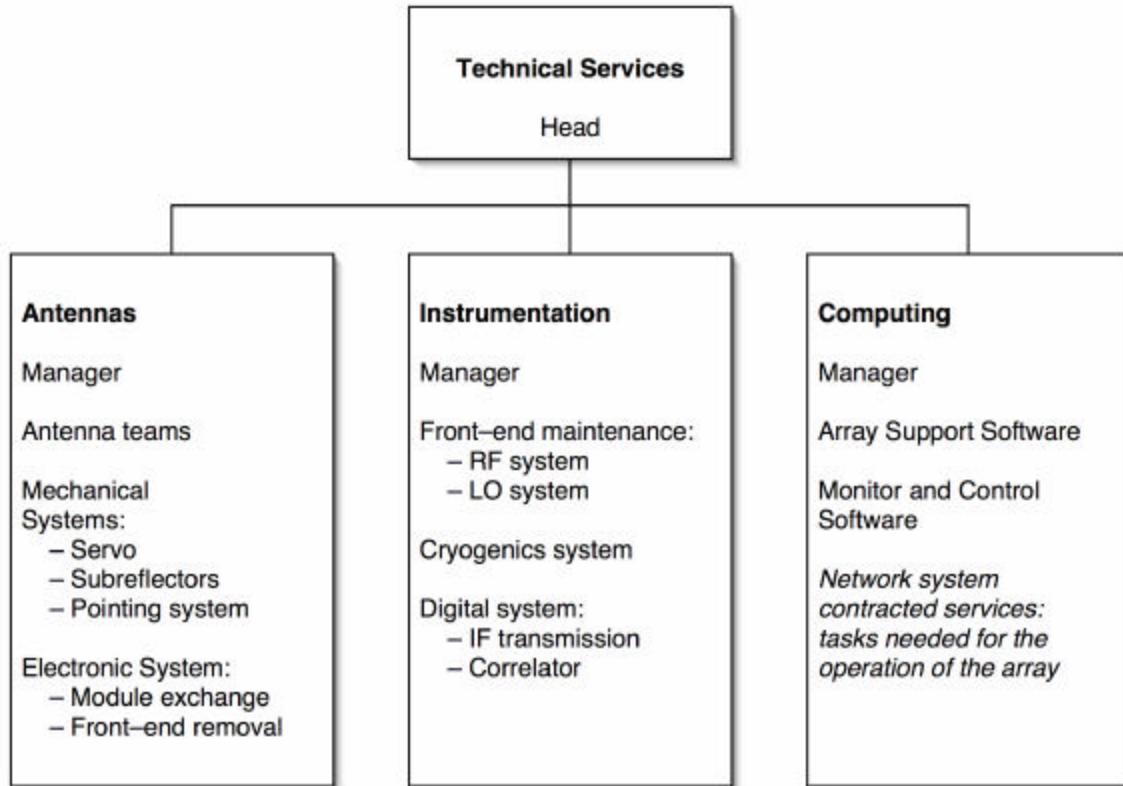 Technical Services
Head
Antennas
Manager
Antenna teams
Mechanical
Systems:
– Servo
– Subreflectors
– Pointing system
Electronic System:
– Module exchange
– Front–end removal
Instrumentation
Manager
Front–end maintenance:
– RF system
– LO system
Cryogenics system
Digital system:
– IF transmission
– Correlator
Computing
Manager
Array Support Software
Monitor and Control
Software
Network system
contracted services:
tasks needed for the
operation of the array